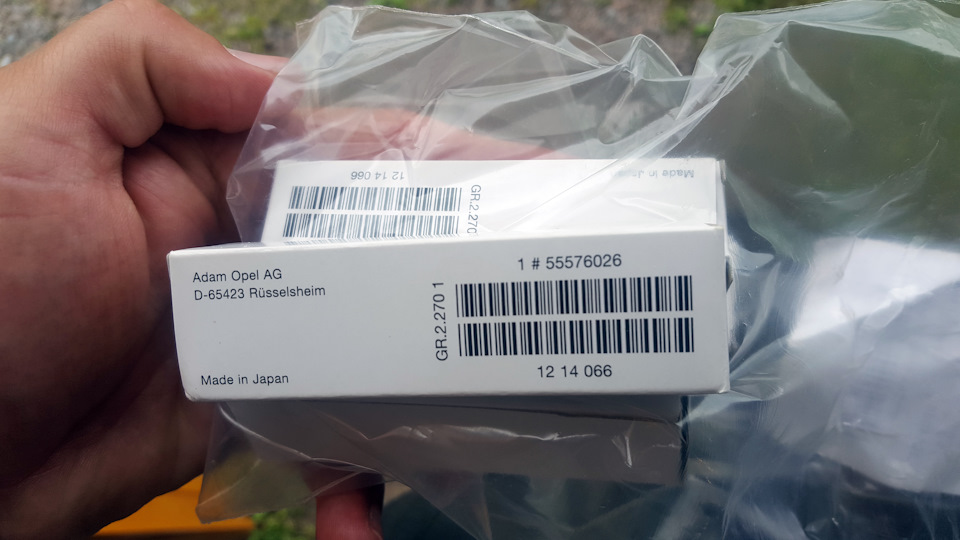 12 14 066
Made in Japan
GR.2.270
Adam Opel AG
D-65423 Rüsselsheim
Made in Japan
1 # 55576026
GR.2.270 1
12 14 066